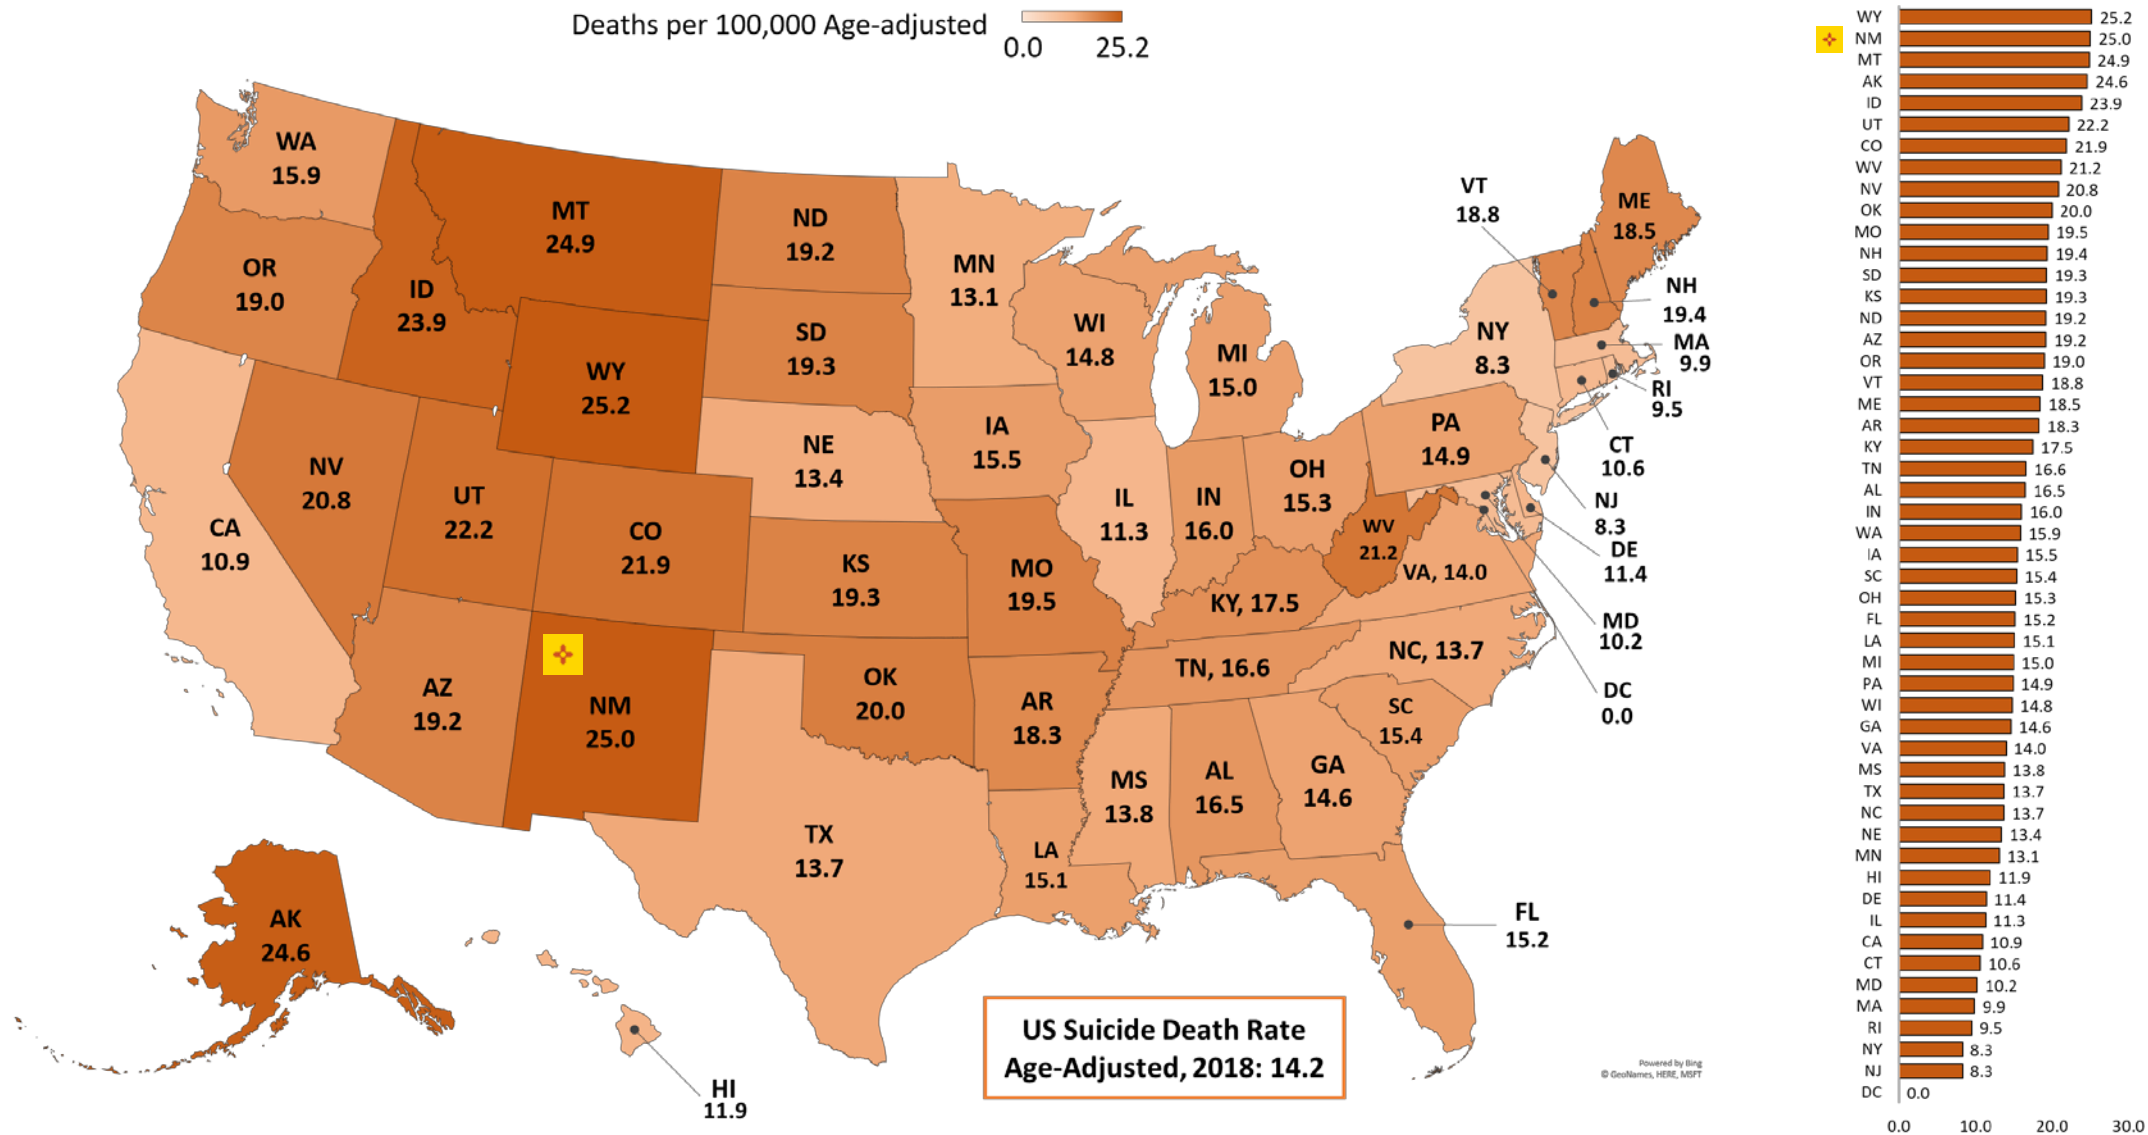 Deaths per 100,000 Age-adjusted
0.0 25.2
WA
15.9
MT
24.9
ND
19.2
MN
13.1
OR
19.0
ID
23.9
WY
25.2
SD
19.3
WI
14.8
MI
15.0
VT
18.8
ME
18.5
NH
19.4
NY
8.3
MA
9.9
RI
9.5
CT
10.6
NJ
8.3
DE
11.4
MD
10.2
DC
0.0
PA
14.9
CA
10.9
NV
20.8
UT
22.2
CO
21.9
NE
13.4
IA
15.5
IL
11.3
IN
16.0
OH
15.3
WV
21.2
VA, 14.0
KS
19.3
MO
19.5
KY, 17.5
TN, 16.6
NC, 13.7
SC
15.4
AZ
19.2
NM
25.0
OK
20.0
AR
18.3
MS
13.8
AL
16.5
GA
14.6
TX
13.7
LA
15.1
FL
15.2
AK
24.6
HI
11.9
US Suicide Death Rate
Age-Adjusted, 2018: 14.2
Powered by Bing
© GeoNames, HERE, MSFT
WY 25.2
NM 25.0
MT 24.9
AK 24.6
ID 23.9
UT 22.2
CO 21.9
WV 21.2
NV 20.8
OK 20.0
MO 19.5
NH 19.4
SD 19.3
KS 19.3
ND 19.2
AZ 19.2
OR 19.0
VT 18.8
ME 18.5
AR 18.3
KY 17.5
TN 16.6
AL 16.5
IN 16.0
WA 15.9
IA 15.5
SC 15.4
OH 15.3
FL 15.2
LA 15.1
MI 15.0
PA 14.9
WI 14.8
GA 14.6
VA 14.0
MS 13.8
TX 13.7
NC 13.7
NE 13.4
MN 13.1
HI 11.9
DE 11.4
IL 11.3
CA 10.9
CT 10.6
MD 10.2
MA 9.9
RI 9.5
NY 8.3
NJ 8.3
DC 0.0
0.0 10.0 20.0 30.0